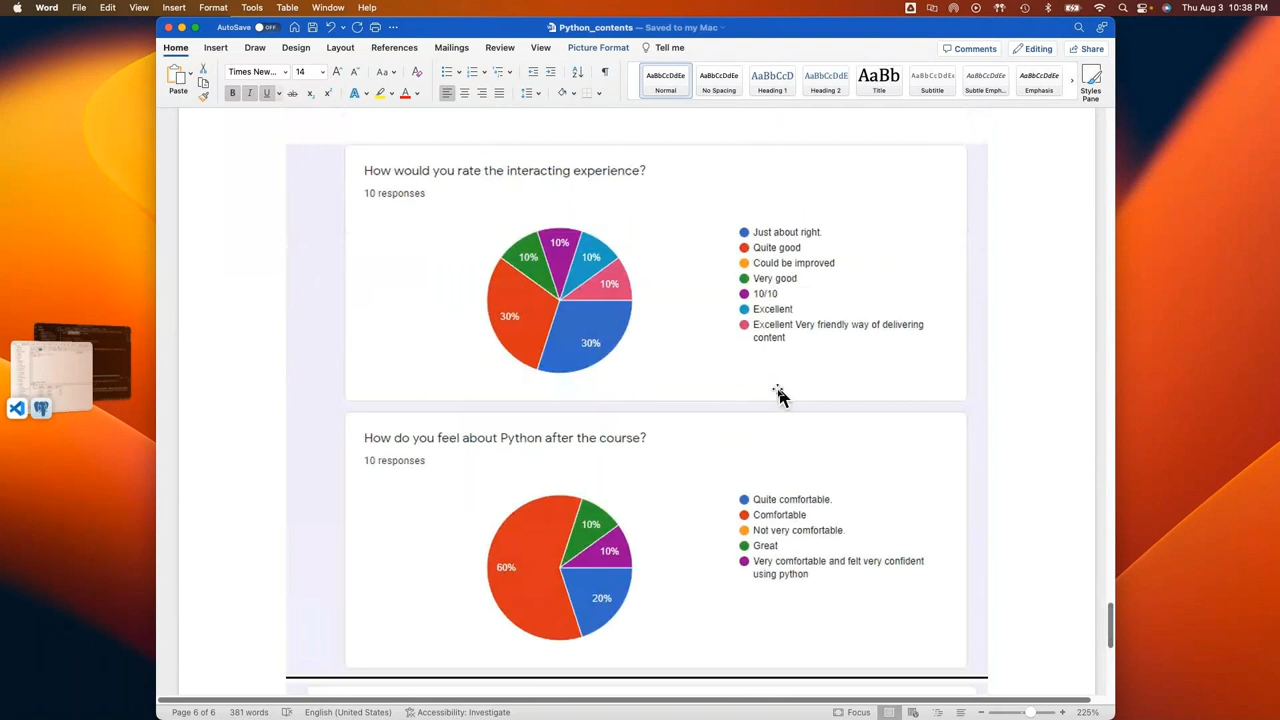 Word File Edit View Insert Format Tools Table Window Help
Thu Aug 3 10:38 PM
AutoSave OFF
Python_contents — Saved to my Mac
Home Insert Draw Design Layout References Mailings Review View Picture Format Tell me
Comments Editing Share
Paste
Times New... 14 Aa
B I U ab x₂ x² A A
AaBbCcDdEe AaBbCcDdEe AaBbCcD AaBbCcDdE AaBb AaBbCcDdEe AaBbCcDdEe AaBbCcDdEe
Normal No Spacing Heading 1 Heading 2 Title Subtitle Subtle Emph... Emphasis
Styles
Pane
How would you rate the interacting experience?
10 responses
10%
10%
10%
10%
30%
30%
Just about right.
Quite good
Could be improved
Very good
10/10
Excellent
Excellent Very friendly way of delivering
content
How do you feel about Python after the course?
10 responses
10%
10%
60%
20%
Quite comfortable.
Comfortable
Not very comfortable.
Great
Very comfortable and felt very confident
using python
Page 6 of 6 381 words English (United States) Accessibility: Investigate
Focus 225%